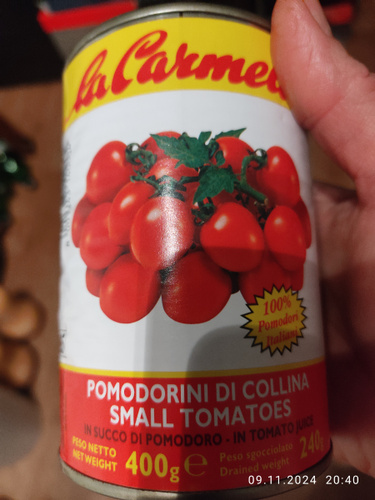 la Carmela
100%
Pomodori
Italiani
POMODORINI DI COLLINA
SMALL TOMATOES
IN SUCCO DI POMODORO - IN TOMATO JUICE
PESO NETTO
NET WEIGHT
400g ℮
Peso sgocciolato
Drained weight
240g
09.11.2024 20:40